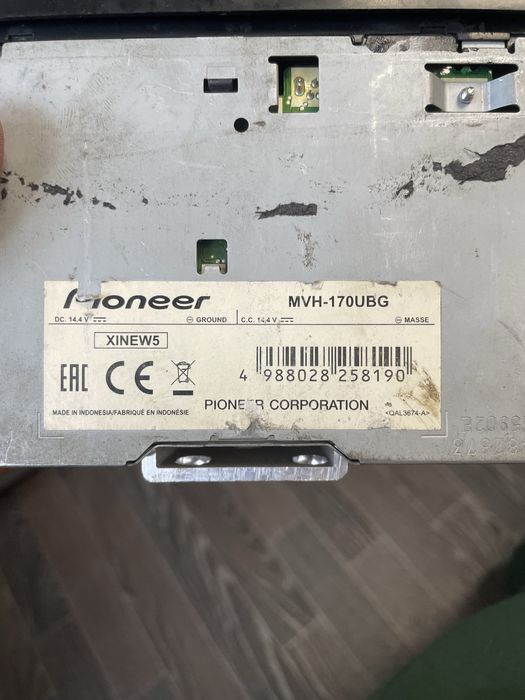 Pioneer
MVH-170UBG
DC. 14.4 V ⎓ ⊖ GROUND
C.C. 14,4 V ⎓ ⊖ MASSE
XINEW5
EAC CE
4 988028 258190
MADE IN INDONESIA/FABRIQUÉ EN INDONÉSIE
PIONEER CORPORATION
<QAL3674-A>